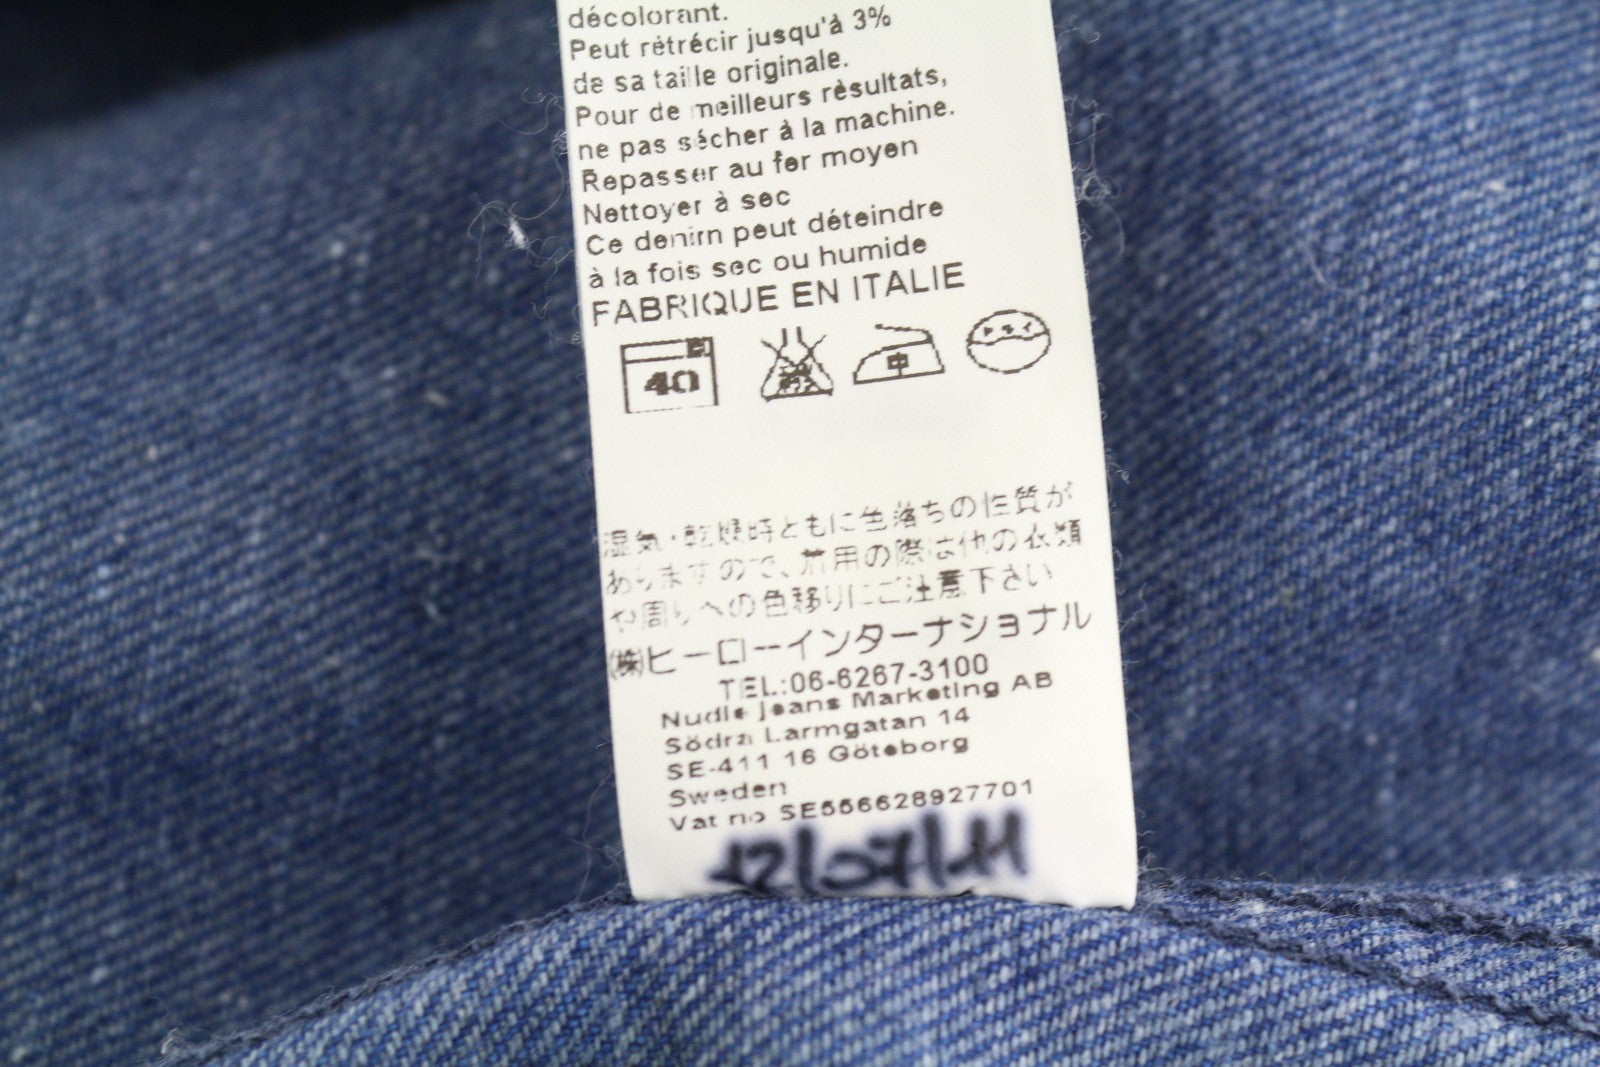 décolorant.
Peut rétrécir jusqu'à 3%
de sa taille originale.
Pour de meilleurs rèsultats,
ne pas sécher à la machine.
Repasser au fer moyen
Nettoyer à sec
Ce denim peut déteindre
à la fois sec ou humide
FABRIQUE EN ITALIE
40
中
湿気・乾燥時ともに色落ちの性質が
ありますので、着用の際は他の衣類
や周りへの色移りにご注意下さい
(株)ヒーローインターナショナル
TEL:06-6267-3100
Nudie Jeans Marketing AB
Södra Larmgatan 14
SE-411 16 Göteborg
Sweden
Vat no SE556628927701
12/07/11